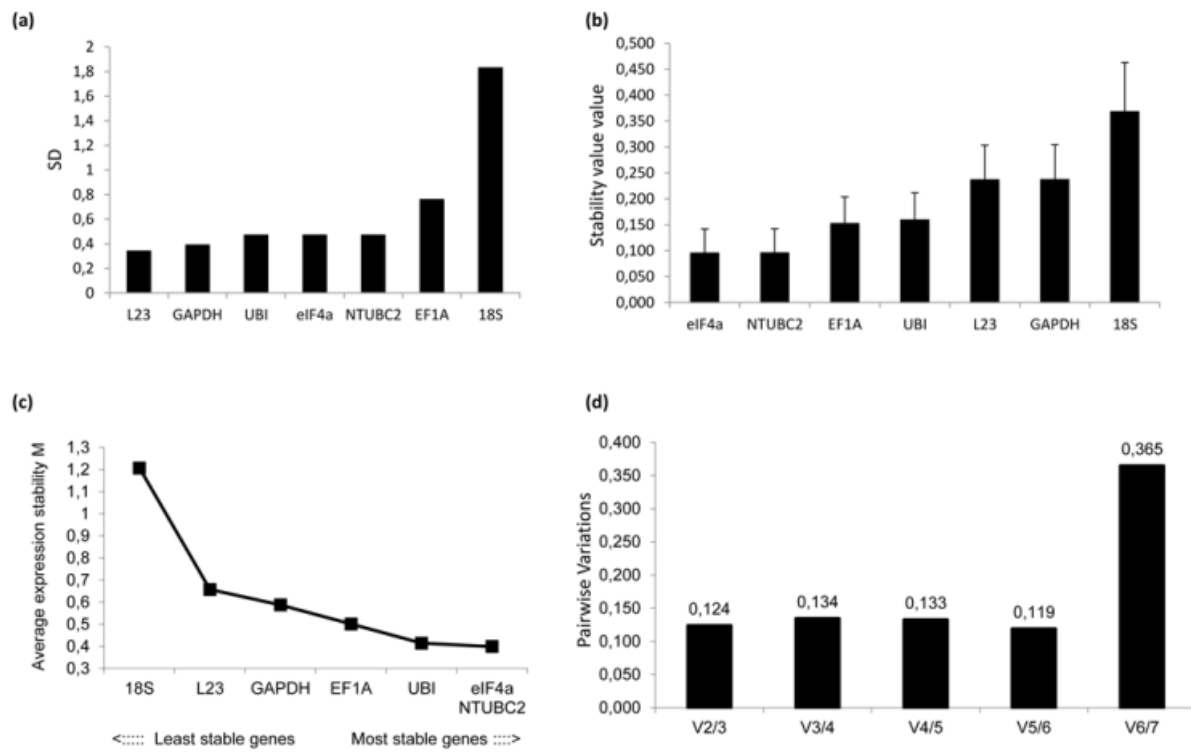 (a)
2
1,8
1,6
1,4
1,2
1
0,8
0,6
0,4
0,2
0
SD
L23 GAPDH UBI eIF4a NTUBC2 EF1A 18S
(b)
0,500
0,450
0,400
0,350
0,300
0,250
0,200
0,150
0,100
0,050
0,000
Stability value value
eIF4a NTUBC2 EF1A UBI L23 GAPDH 18S
(c)
1,3
1,2
1,1
1
0,9
0,8
0,7
0,6
0,5
0,4
0,3
Average expression stability M
18S L23 GAPDH EF1A UBI eIF4a
NTUBC2
<::::: Least stable genes Most stable genes ::::>
(d)
0,400
0,350
0,300
0,250
0,200
0,150
0,100
0,050
0,000
Pairwise Variations
0,124 0,134 0,133 0,119 0,365
V2/3 V3/4 V4/5 V5/6 V6/7